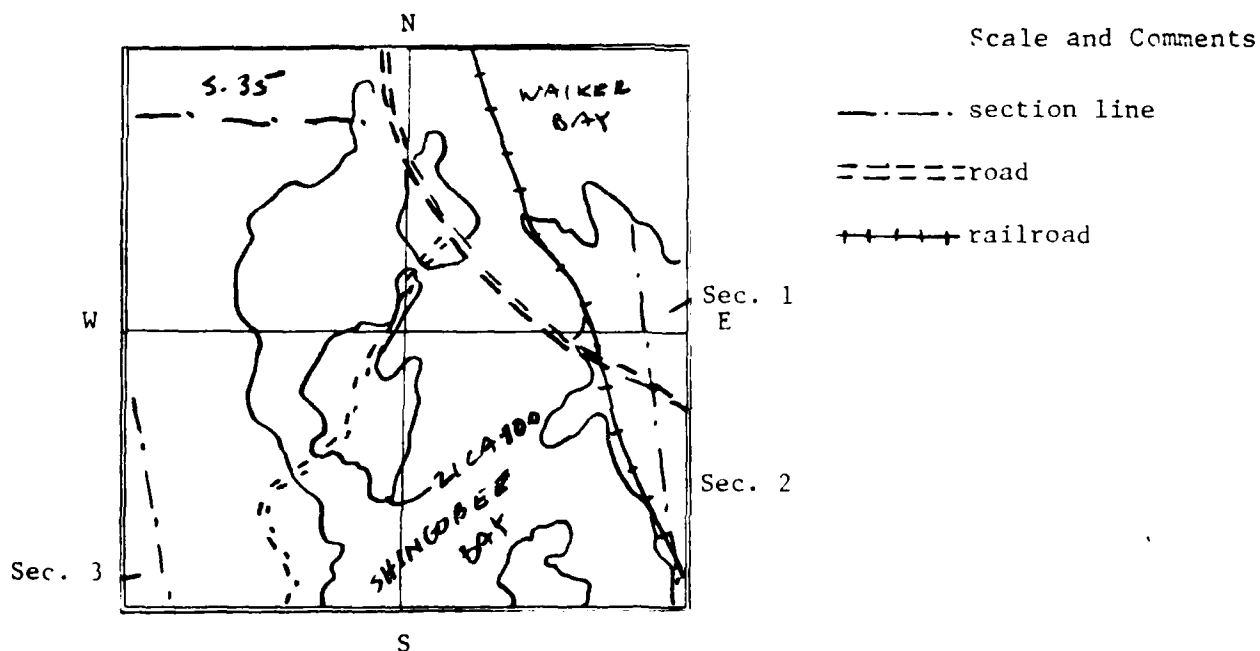 N
Scale and Comments
S. 35
WALKER
BAY
section line
road
railroad
Sec. 1
W
E
21CA100
SHINGOBEE
BAY
Sec. 2
Sec. 3
S